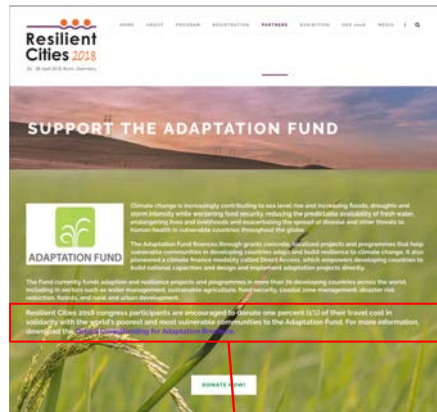 Resilient
Cities 2018
26 - 28 April 2018, Bonn, Germany
HOME ABOUT PROGRAM REGISTRATION PARTNERS EXHIBITION MEDIA
SUPPORT THE ADAPTATION FUND
Climate change is increasingly contributing to sea level rise and increasing floods, droughts and
storm intensity while worsening food security, reducing the predictable availability of fresh water,
endangering lives and livelihoods and exacerbating the spread of disease and other threats to
human health in vulnerable countries throughout the globe.
ADAPTATION FUND
The Adaptation Fund finances through grants concrete, localized projects and programmes that help
vulnerable communities in developing countries adapt and build resilience to climate change. It also
pioneered a climate finance modality called Direct Access, which empowers developing countries to
build national capacities and design and implement adaptation projects directly.
The Fund currently funds adaption and resilience projects and programmes in more than 70 developing countries across the world,
including in sectors such as water management, sustainable agriculture, food security, coastal zone management, disaster risk
reduction, forests, and rural and urban development.
Resilient Cities 2018 congress participants are encouraged to donate one percent (1%) of their travel cost in
solidarity with the world's poorest and most vulnerable communities to the Adaptation Fund. For more information,
download the
DONATE NOW!